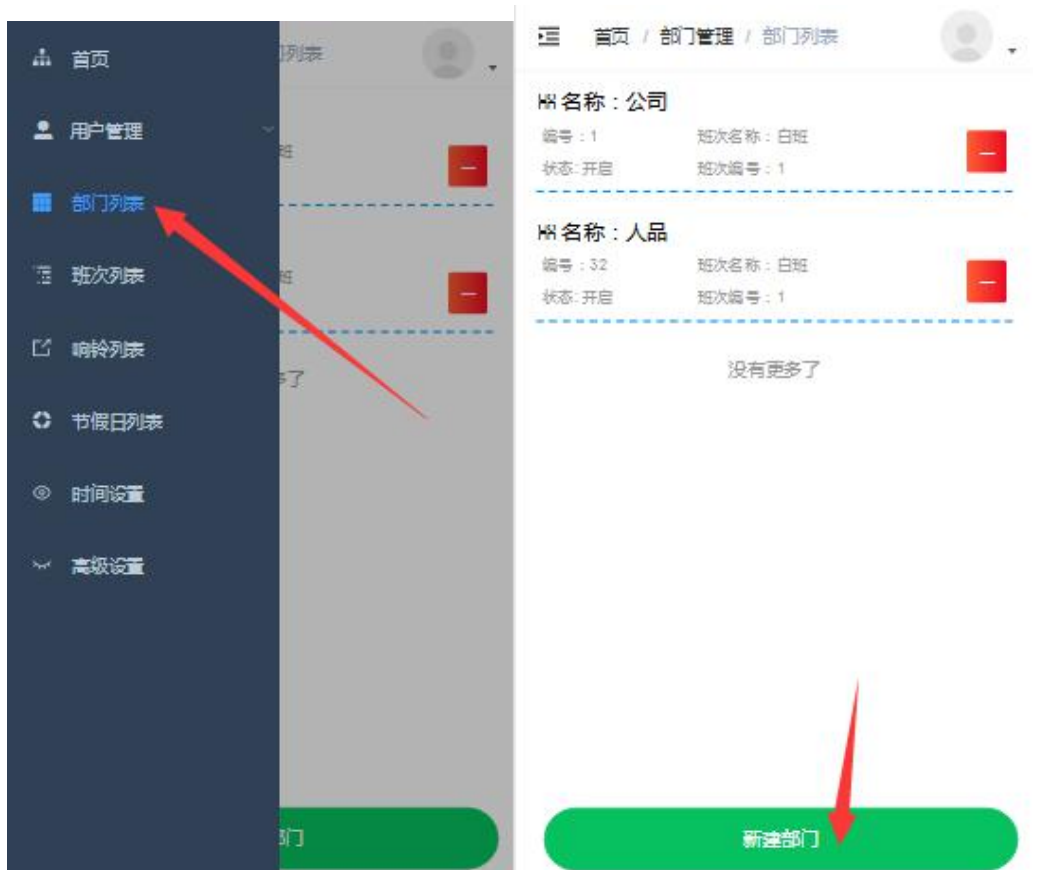 首页
用户管理
部门列表
班次列表
响铃列表
节假日列表
时间设置
高级设置
列表
班
班
了
部门
首页 / 部门管理 / 部门列表
名称：公司
编号：1 班次名称：白班
状态: 开启 班次编号：1
名称：人品
编号：32 班次名称：白班
状态: 开启 班次编号：1
没有更多了
新建部门